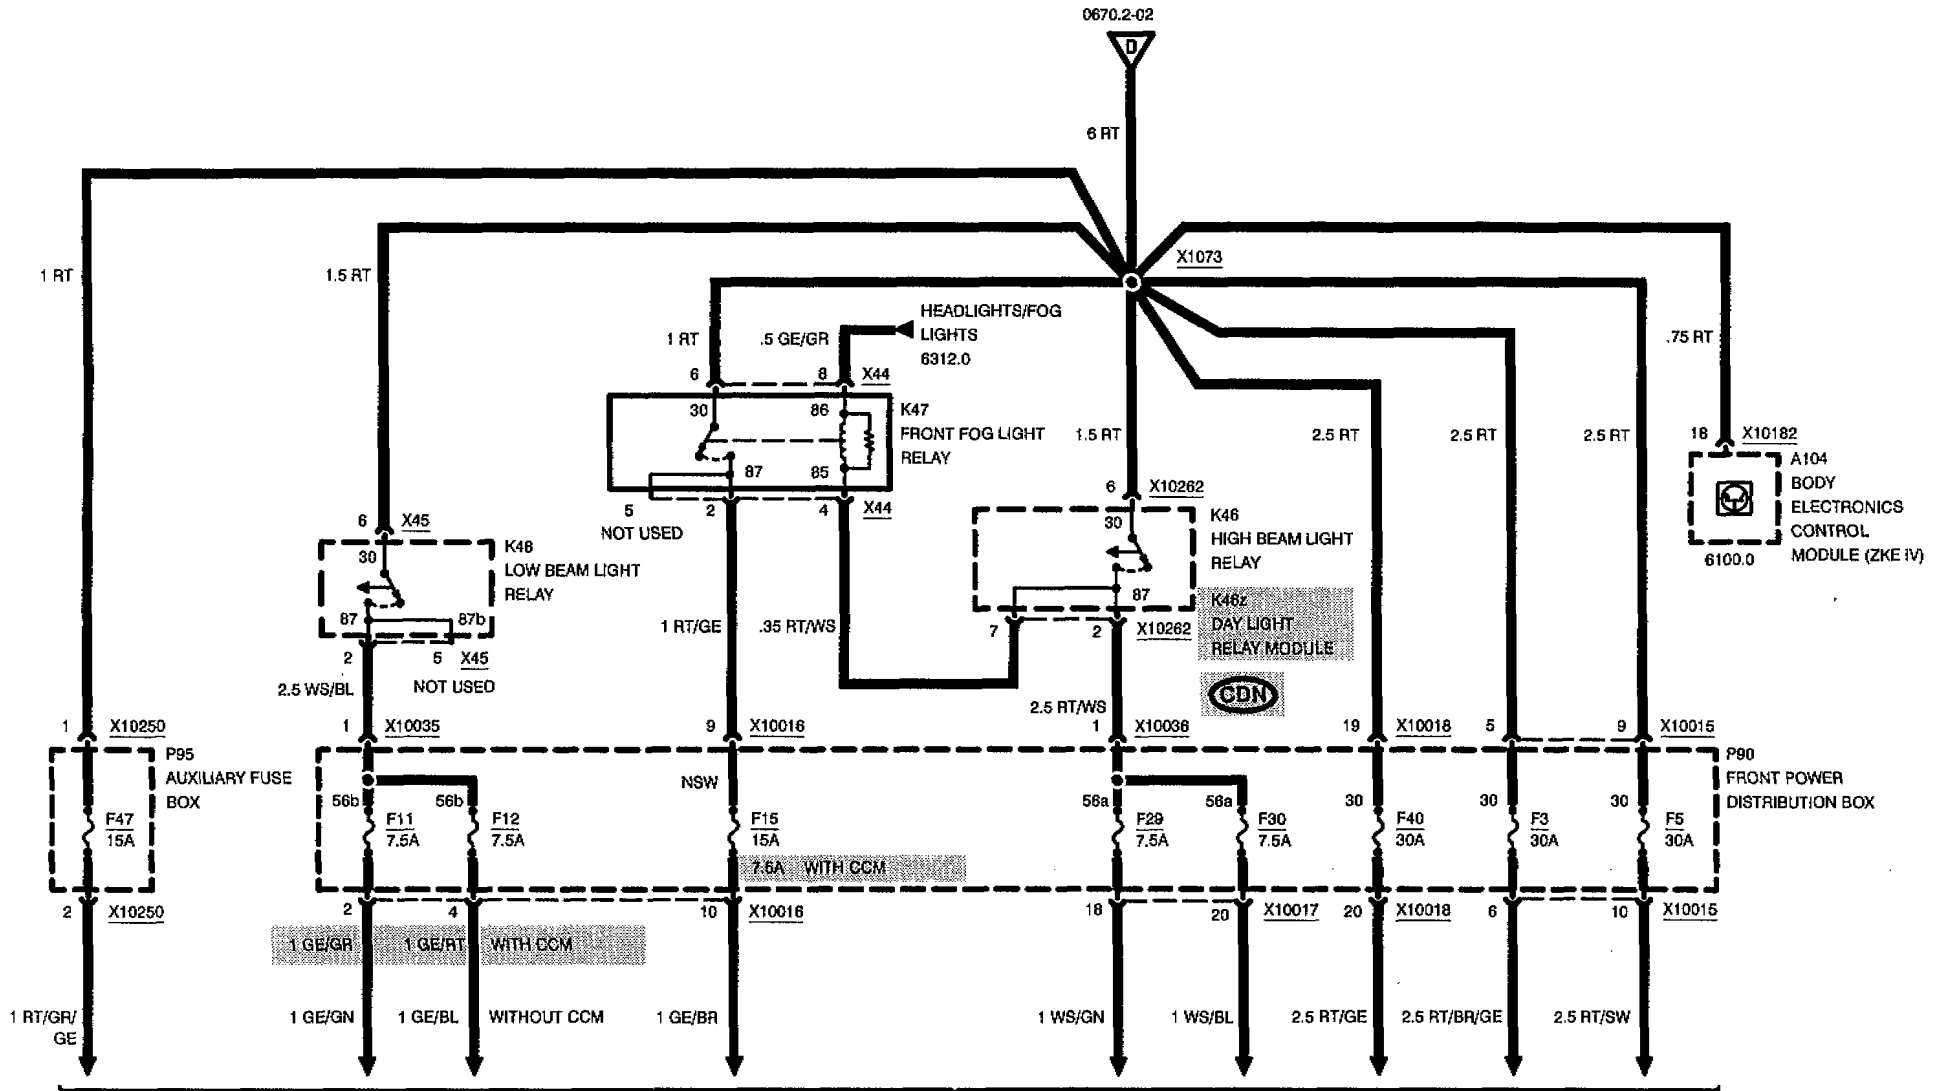 0670.2-02
D
6 RT
X1073
1 RT
1.5 RT
HEADLIGHTS/FOG
LIGHTS
6312.0
1 RT
.5 GE/GR
.75 RT
6
8
X44
30
86
K47
FRONT FOG LIGHT
RELAY
87
85
5
NOT USED
2
4
X44
1.5 RT
2.5 RT
2.5 RT
2.5 RT
18
X10182
A104
BODY
ELECTRONICS
CONTROL
MODULE (ZKE IV)
6100.0
6
X45
30
K48
LOW BEAM LIGHT
RELAY
87
87b
2
5
X45
NOT USED
6
X10262
30
K46
HIGH BEAM LIGHT
RELAY
87
7
2
X10262
K46z
DAY LIGHT
RELAY MODULE
CDN
1 RT/GE
.35 RT/WS
2.5 WS/BL
2.5 RT/WS
1
X10250
1
X10035
9
X10016
1
X10036
19
X10018
5
9
X10015
P95
AUXILIARY FUSE
BOX
NSW
P90
FRONT POWER
DISTRIBUTION BOX
56b
56b
56a
56a
30
30
30
F47
15A
F11
7.5A
F12
7.5A
F15
15A
7.5A WITH CCM
F29
7.5A
F30
7.5A
F40
30A
F3
30A
F5
30A
2
X10250
2
4
10
X10016
18
20
X10017
20
X10018
6
10
X10015
1 GE/GR
1 GE/RT
WITH CCM
1 RT/GR/
GE
1 GE/GN
1 GE/BL
WITHOUT CCM
1 GE/BR
1 WS/GN
1 WS/BL
2.5 RT/GE
2.5 RT/BR/GE
2.5 RT/SW